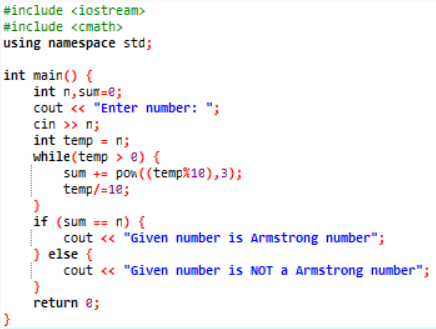 #include <iostream>
#include <cmath>
using namespace std;
int main() {
int n,sum=0;
cout << "Enter number: ";
cin >> n;
int temp = n;
while(temp > 0) {
sum += pow((temp%10),3);
temp/=10;
}
if (sum == n) {
cout << "Given number is Armstrong number";
} else {
cout << "Given number is NOT a Armstrong number";
}
return 0;
}